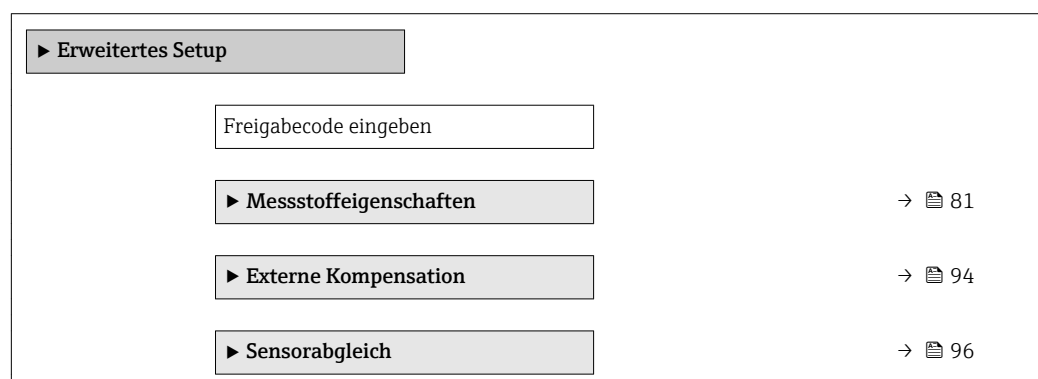 ▶ Erweitertes Setup
Freigabecode eingeben
▶ Messstoffeigenschaften → 81
▶ Externe Kompensation → 94
▶ Sensorabgleich → 96